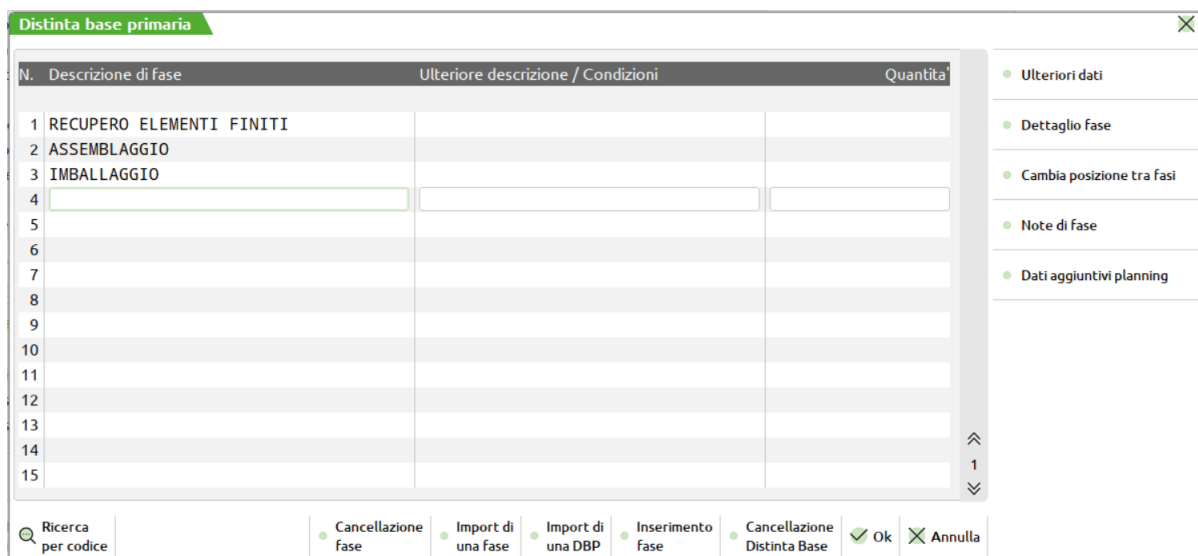 Distinta base primaria
N. Descrizione di fase Ulteriore descrizione / Condizioni Quantita'
1 RECUPERO ELEMENTI FINITI
2 ASSEMBLAGGIO
3 IMBALLAGGIO
4
5
6
7
8
9
10
11
12
13
14
15
1
Ulteriori dati
Dettaglio fase
Cambia posizione tra fasi
Note di fase
Dati aggiuntivi planning
Ricerca per codice
Cancellazione fase
Import di una fase
Import di una DBP
Inserimento fase
Cancellazione Distinta Base
Ok
Annulla